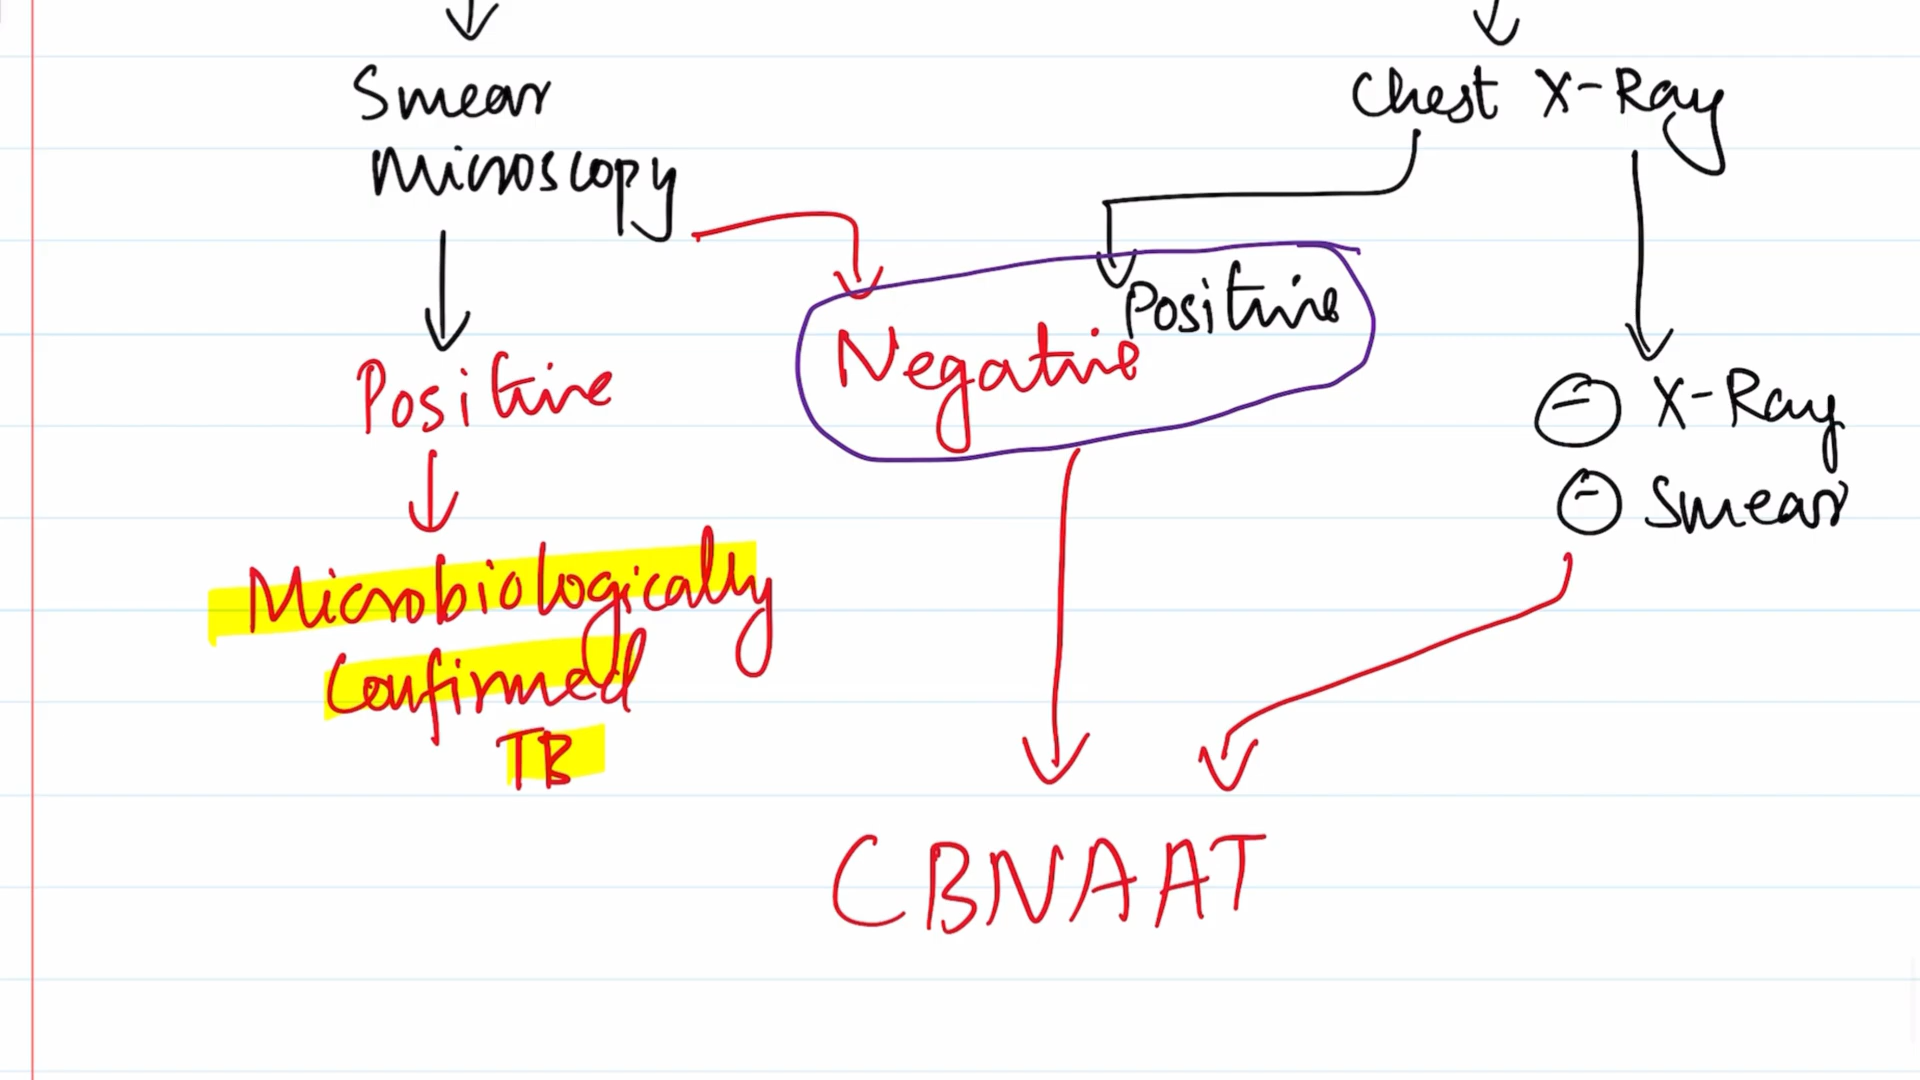 Smear
Microscopy
Chest X-Ray
Positive
Negative
Positive
⊖ X-Ray
⊖ Smear
Microbiologically
Confirmed
TB
CBNAAT